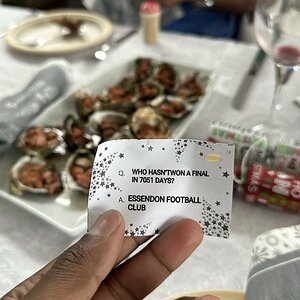 Q. WHO HASN'TWON A FINAL
IN 7051 DAYS?
A. ESSENDON FOOTBALL
CLUB